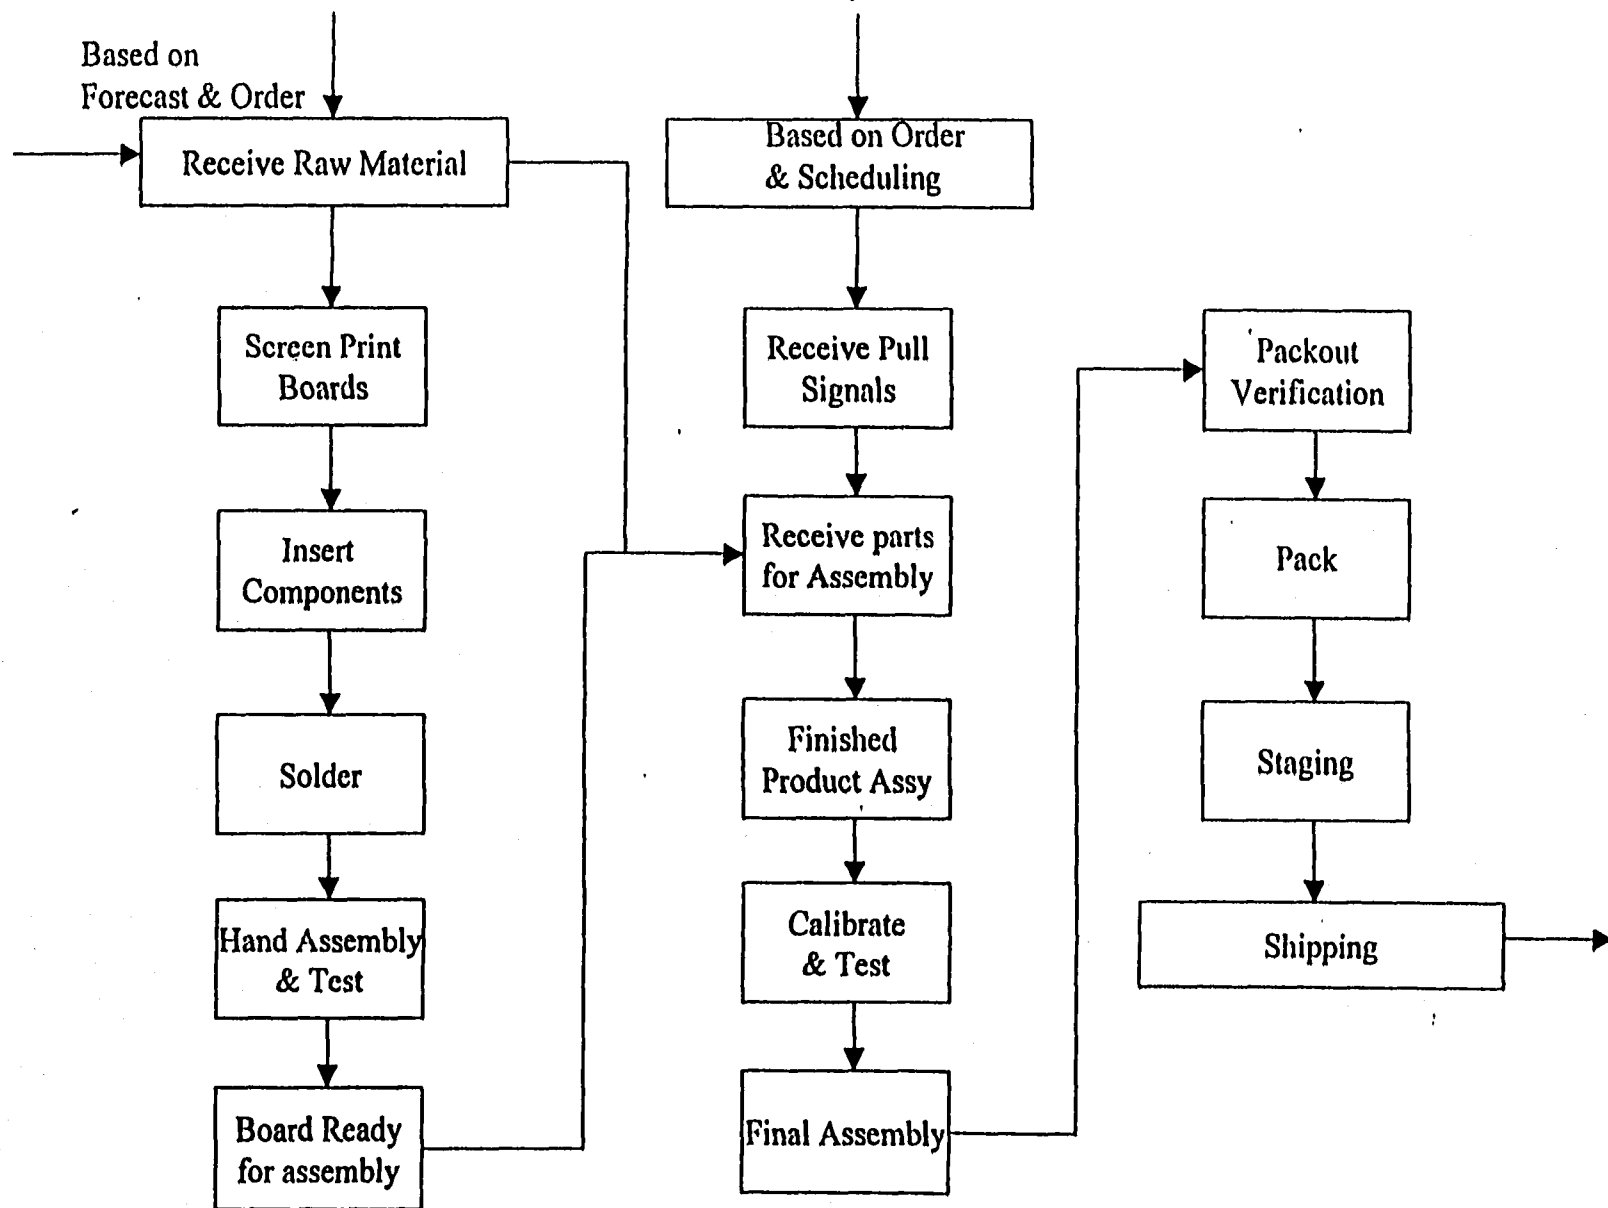 Based on
Forecast & Order
Receive Raw Material
Screen Print
Boards
Insert
Components
Solder
Hand Assembly
& Test
Board Ready
for assembly
Based on Order
& Scheduling
Receive Pull
Signals
Receive parts
for Assembly
Finished
Product Assy
Calibrate
& Test
Final Assembly
Packout
Verification
Pack
Staging
Shipping